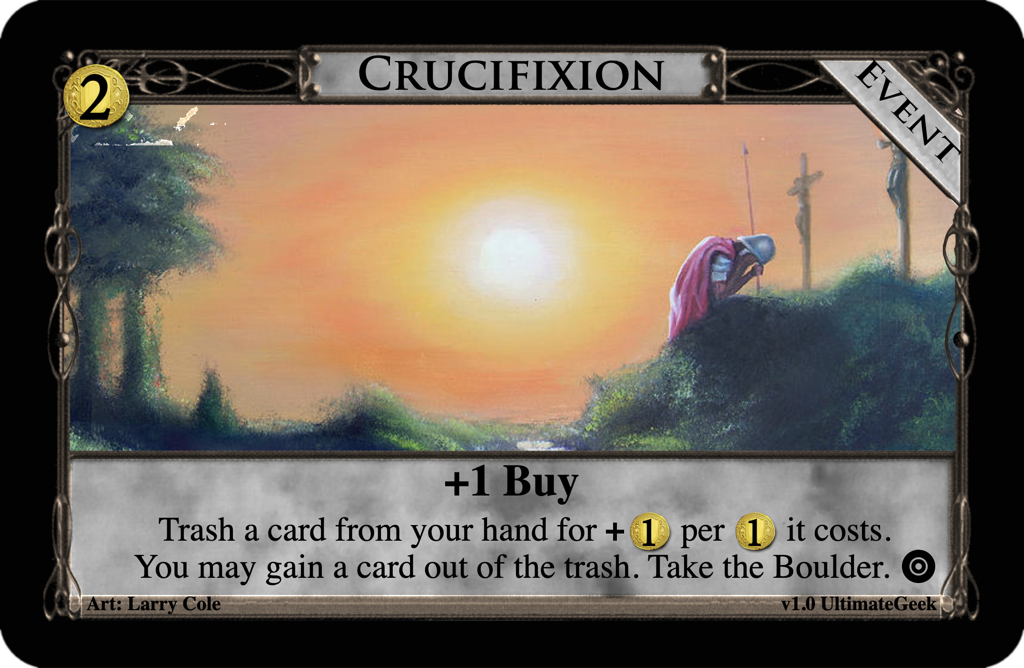 2
CRUCIFIXION
EVENT
+1 Buy
Trash a card from your hand for +1 per 1 it costs.
You may gain a card out of the trash. Take the Boulder.
Art: Larry Cole
v1.0 UltimateGeek